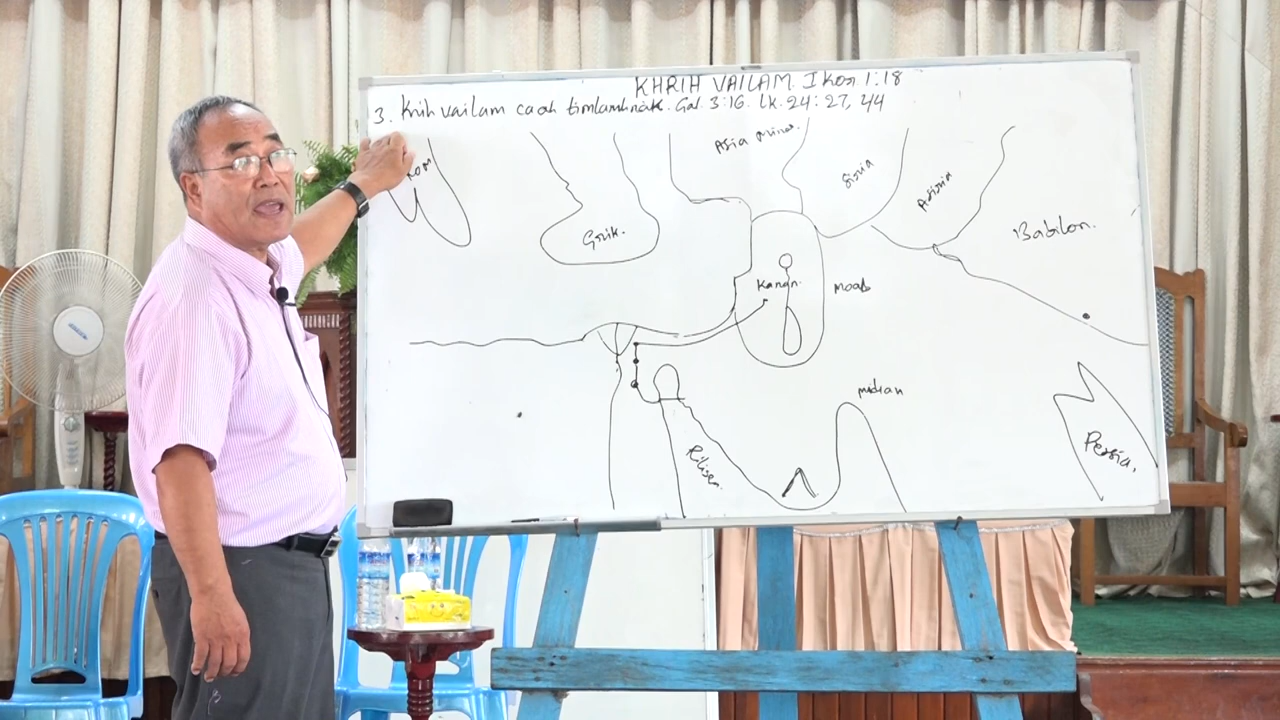 KHRIH VAILAM. I Kor 1:18
3. Krih vailam caah timlamhnak. Gal. 3:16. Lk. 24: 27, 44
Rom
Grik.
Asia Minor.
Siria
Asiria
Babilon.
Kanan.
Moab
Midian
Rilisen.
Persia.